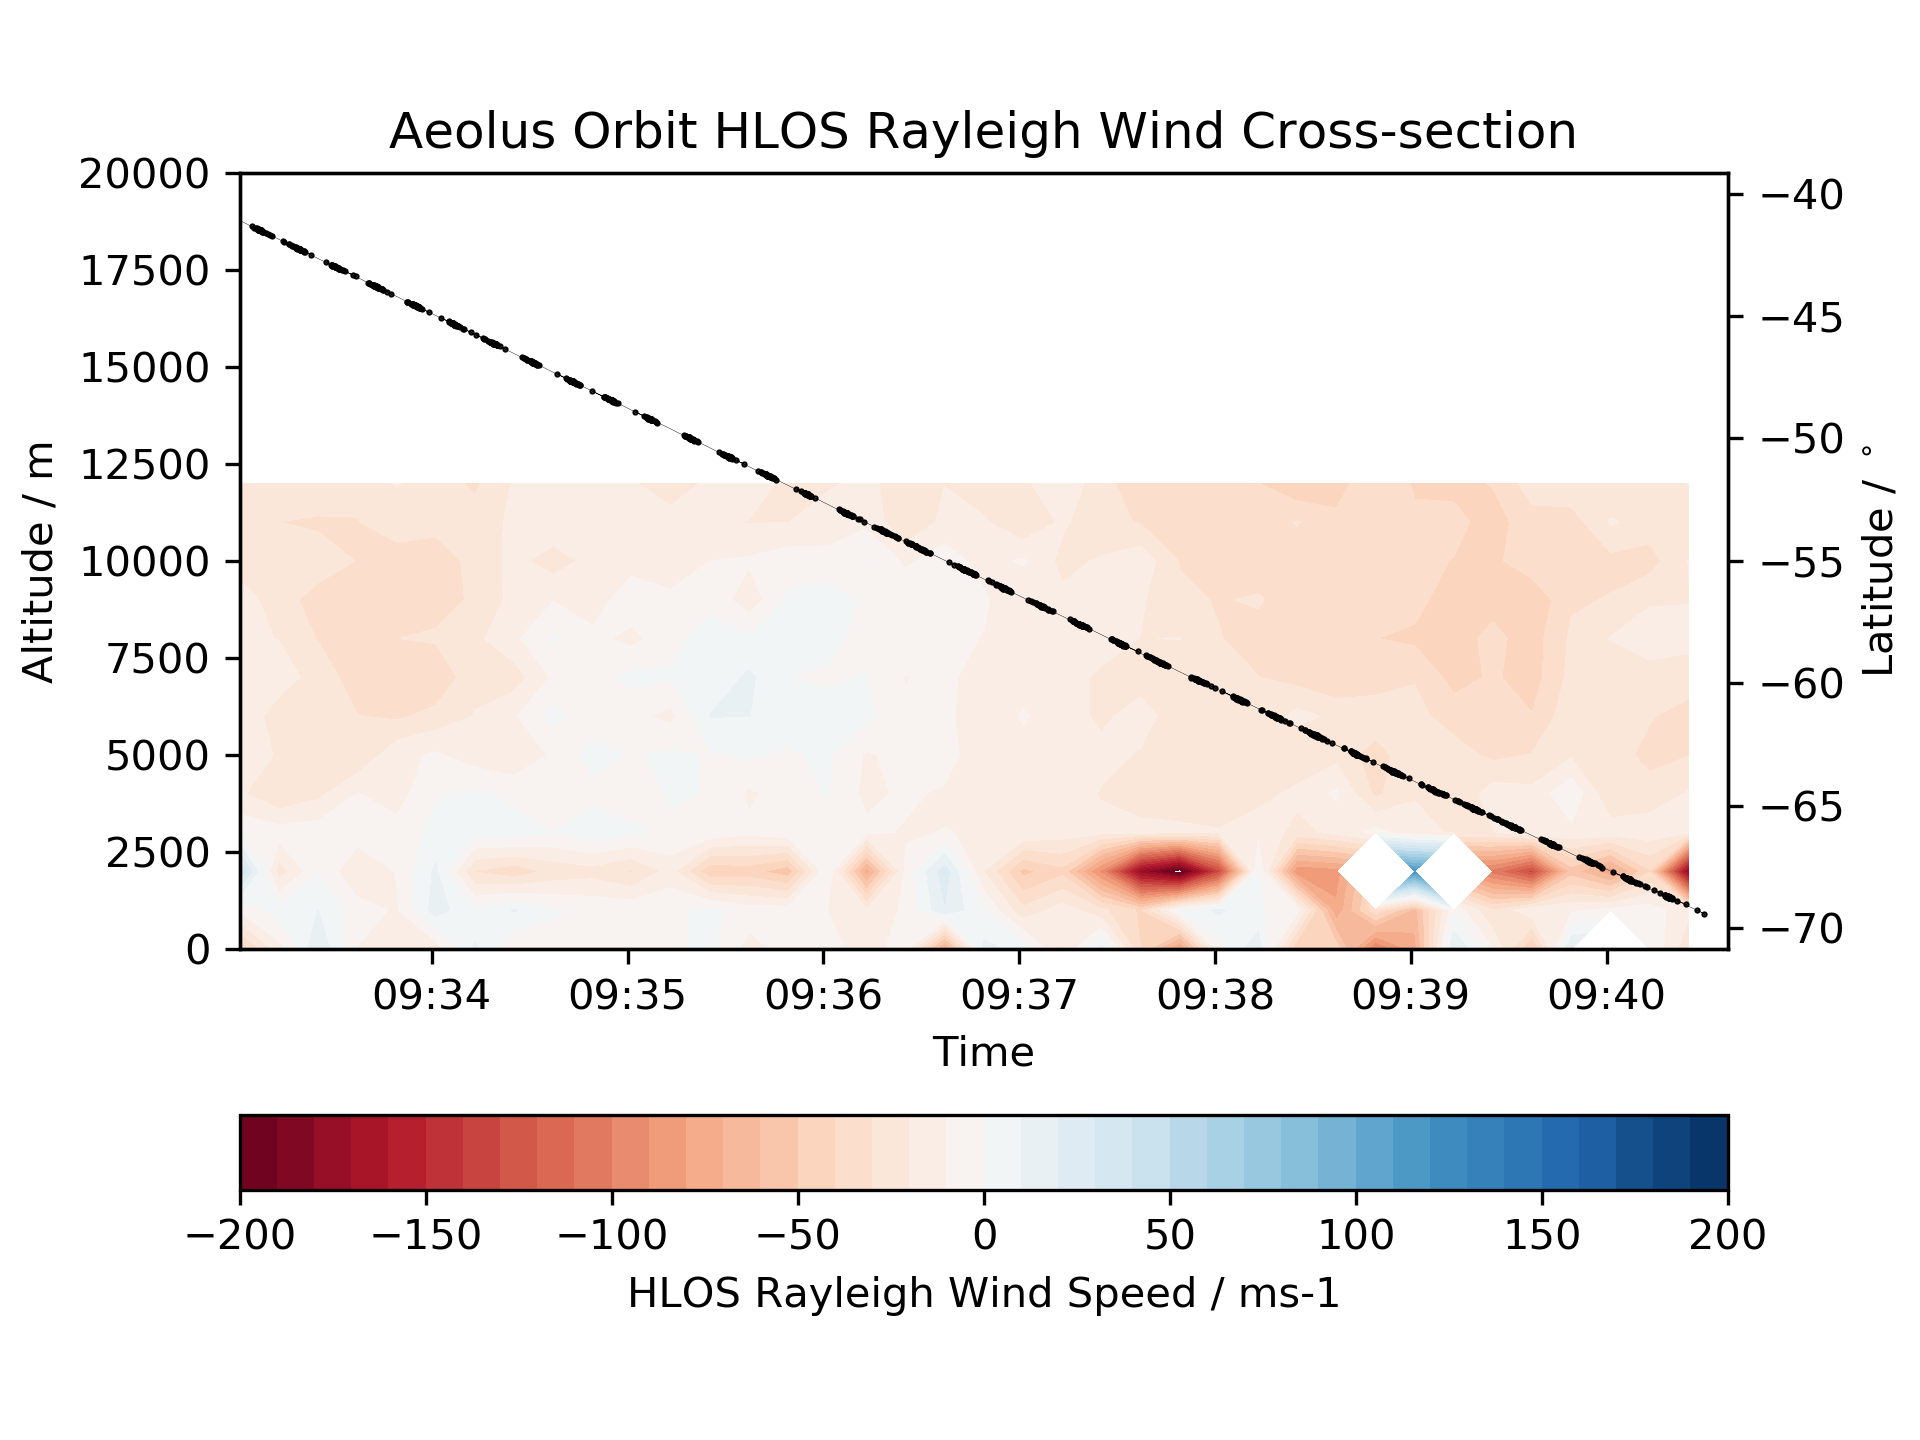 Aeolus Orbit HLOS Rayleigh Wind Cross-section
20000
17500
15000
12500
10000
7500
5000
2500
0
Altitude / m
−40
−45
−50
−55
−60
−65
−70
Latitude / °
09:34 09:35 09:36 09:37 09:38 09:39 09:40
Time
−200 −150 −100 −50 0 50 100 150 200
HLOS Rayleigh Wind Speed / ms-1